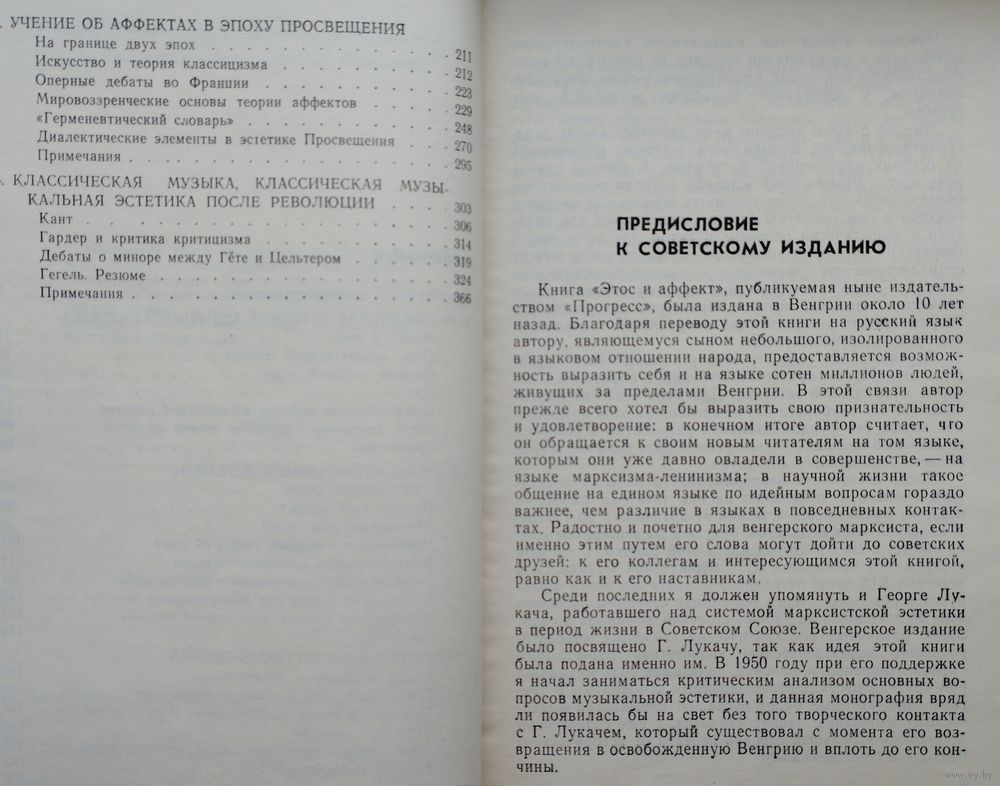 . УЧЕНИЕ ОБ АФФЕКТАХ В ЭПОХУ ПРОСВЕЩЕНИЯ
На границе двух эпох . . . . . . . . . . 211
Искусство и теория классицизма . . . . . . . 212
Оперные дебаты во Франции . . . . . . . . 223
Мировоззренческие основы теории аффектов . . . . 229
«Герменевтический словарь» . . . . . . . . 248
Диалектические элементы в эстетике Просвещения . . 270
Примечания . . . . . . . . . . . . . 295
. КЛАССИЧЕСКАЯ МУЗЫКА, КЛАССИЧЕСКАЯ МУЗЫ-
КАЛЬНАЯ ЭСТЕТИКА ПОСЛЕ РЕВОЛЮЦИИ . . . . 303
Кант . . . . . . . . . . . . . . . 306
Гардер и критика критицизма . . . . . . . . 314
Дебаты о миноре между Гёте и Цельтером . . . . . 319
Гегель. Резюме . . . . . . . . . . . . 324
Примечания . . . . . . . . . . . . . 366
ПРЕДИСЛОВИЕ
К СОВЕТСКОМУ ИЗДАНИЮ
Книга «Этос и аффект», публикуемая ныне издатель-
ством «Прогресс», была издана в Венгрии около 10 лет
назад. Благодаря переводу этой книги на русский язык
автору, являющемуся сыном небольшого, изолированного
в языковом отношении народа, предоставляется возмож-
ность выразить себя и на языке сотен миллионов людей,
живущих за пределами Венгрии. В этой связи автор
прежде всего хотел бы выразить свою признательность
и удовлетворение: в конечном итоге автор считает, что
он обращается к своим новым читателям на том языке,
которым они уже давно овладели в совершенстве, — на
языке марксизма-ленинизма; в научной жизни такое
общение на едином языке по идейным вопросам гораздо
важнее, чем различие в языках в повседневных контак-
тах. Радостно и почетно для венгерского марксиста, если
именно этим путем его слова могут дойти до советских
друзей: к его коллегам и интересующимся этой книгой,
равно как и к его наставникам.
Среди последних я должен упомянуть и Георге Лу-
кача, работавшего над системой марксистской эстетики
в период жизни в Советском Союзе. Венгерское издание
было посвящено Г. Лукачу, так как идея этой книги
была подана именно им. В 1950 году при его поддержке
я начал заниматься критическим анализом основных во-
просов музыкальной эстетики, и данная монография вряд
ли появилась бы на свет без того творческого контакта
с Г. Лукачем, который существовал с момента его воз-
вращения в освобожденную Венгрию и вплоть до его кон-
чины.
www.ay.by